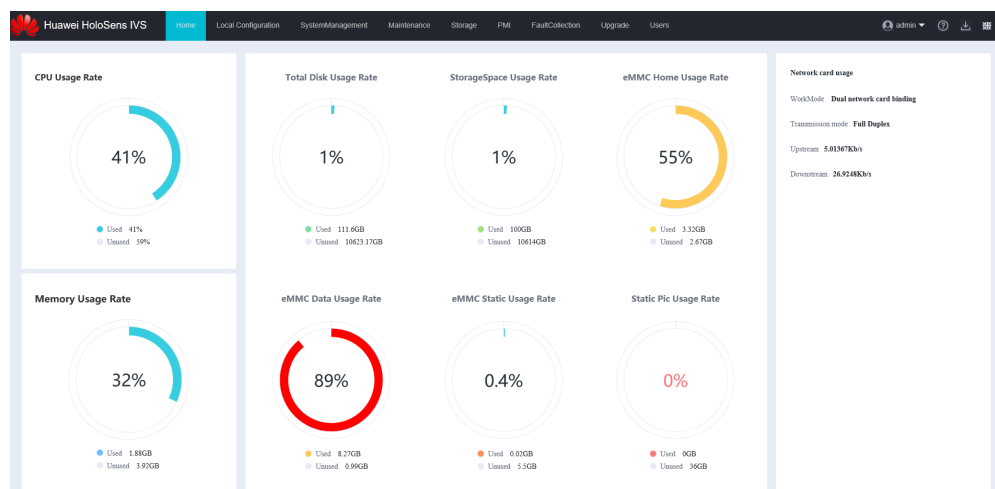 Huawei HoloSens IVS Home Local Configuration SystemManagement Maintenance Storage PMI FaultCollection Upgrade Users admin
CPU Usage Rate
41%
Used 41%
Unused 59%
Total Disk Usage Rate
1%
Used 111.6GB
Unused 10623.17GB
StorageSpace Usage Rate
1%
Used 100GB
Unused 10614GB
eMMC Home Usage Rate
55%
Used 3.32GB
Unused 2.67GB
Network card usage
WorkMode Dual network card binding
Transmission mode Full Duplex
Upstream 5.01367Kb/s
Downstream 26.9248Kb/s
Memory Usage Rate
32%
Used 1.88GB
Unused 3.92GB
eMMC Data Usage Rate
89%
Used 8.27GB
Unused 0.99GB
eMMC Static Usage Rate
0.4%
Used 0.02GB
Unused 5.5GB
Static Pic Usage Rate
0%
Used 0GB
Unused 36GB